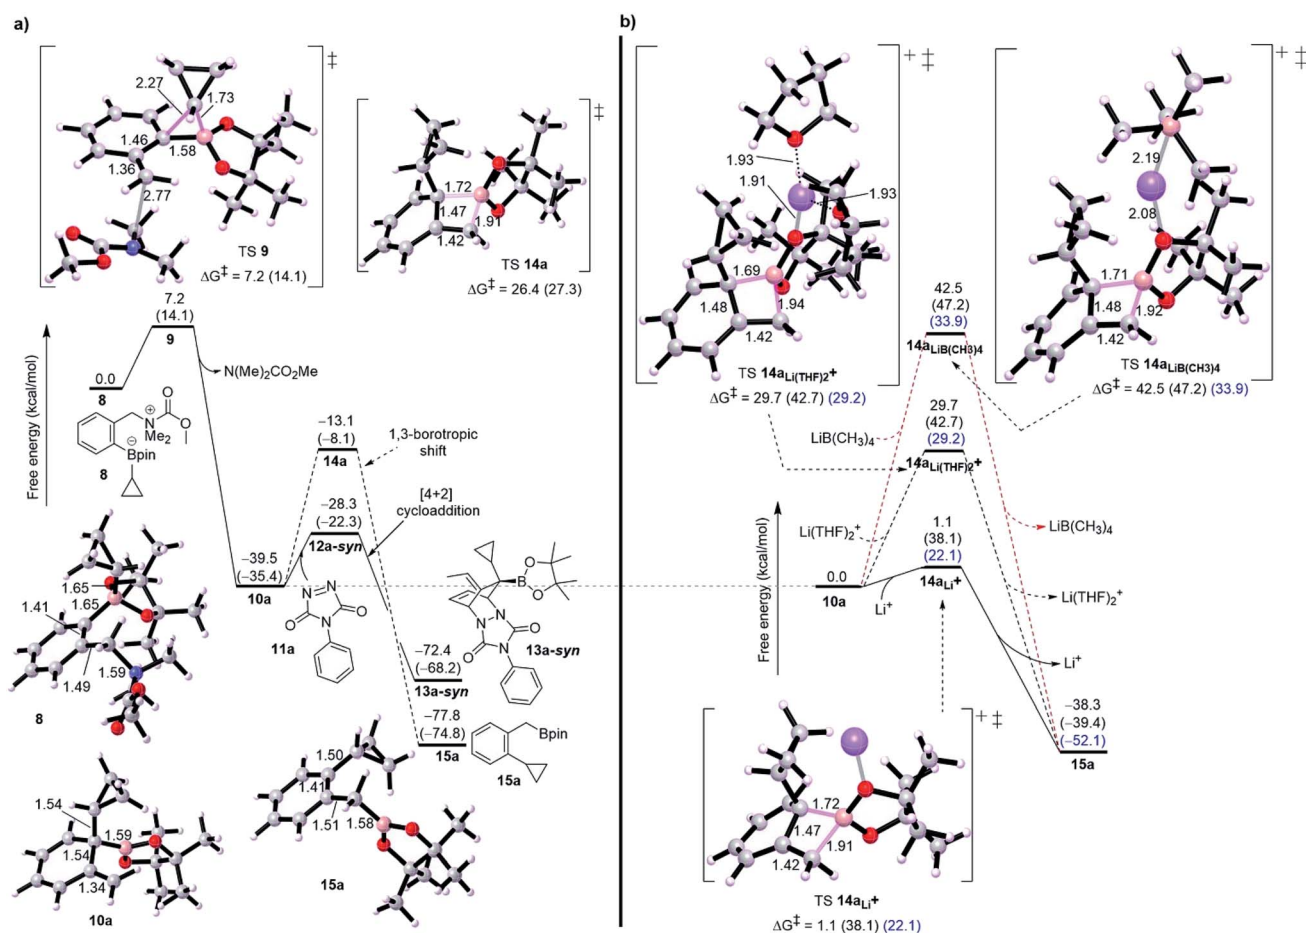 a)
‡
2.27
1.73
1.46
1.58
1.36
2.77
TS 9
ΔG‡ = 7.2 (14.1)
‡
1.72
1.47
1.91
1.42
TS 14a
ΔG‡ = 26.4 (27.3)
Free energy (kcal/mol)
7.2
(14.1)
9
N(Me)2CO2Me
0.0
8
N
+
O
O
Me2
−
Bpin
8
−13.1
(−8.1)
14a
1,3-borotropic
shift
−28.3
(−22.3)
12a-syn
[4+2]
cycloaddition
−39.5
(−35.4)
10a
N
N
O
N
O
11a
B
O
O
N
N
O
O
N
13a-syn
−72.4
(−68.2)
13a-syn
−77.8
(−74.8)
15a
Bpin
15a
1.65
1.65
1.41
1.49
1.59
8
1.54
1.59
1.54
1.34
10a
1.50
1.41
1.51
1.58
15a
b)
+ ‡
1.93
1.91
1.93
1.69
1.48
1.94
1.42
TS 14aLi(THF)2+
ΔG‡ = 29.7 (42.7) (29.2)
+ ‡
2.19
2.08
1.71
1.48
1.92
1.42
TS 14aLiB(CH3)4
ΔG‡ = 42.5 (47.2) (33.9)
Free energy (kcal/mol)
42.5
(47.2)
(33.9)
14aLiB(CH3)4
LiB(CH3)4
29.7
(42.7)
(29.2)
14aLi(THF)2+
Li(THF)2+
LiB(CH3)4
1.1
(38.1)
(22.1)
14aLi+
Li(THF)2+
0.0
10a
Li+
Li+
−38.3
(−39.4)
(−52.1)
15a
+ ‡
1.72
1.47
1.91
1.42
TS 14aLi+
ΔG‡ = 1.1 (38.1) (22.1)